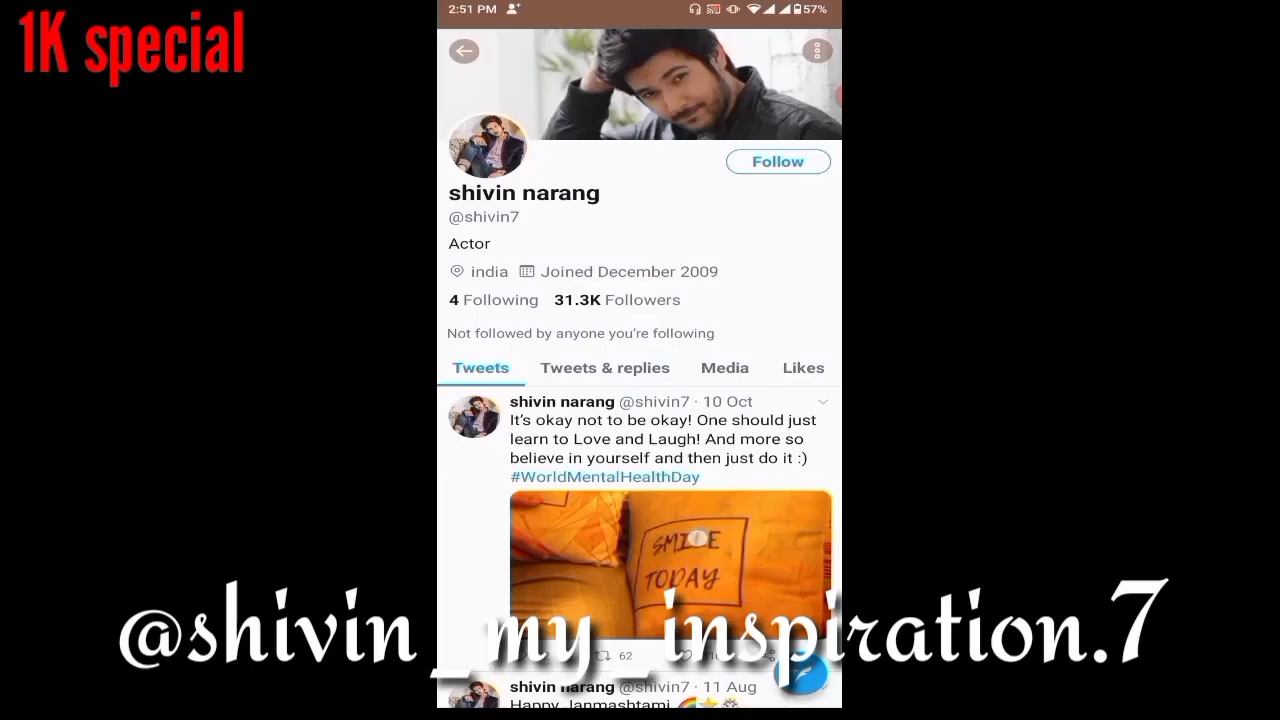 1K special
2:51 PM
57%
Follow
shivin narang
@shivin7
Actor
india Joined December 2009
4 Following 31.3K Followers
Not followed by anyone you're following
Tweets Tweets & replies Media Likes
shivin narang @shivin7 · 10 Oct
It's okay not to be okay! One should just
learn to Love and Laugh! And more so
believe in yourself and then just do it :)
#WorldMentalHealthDay
SMILE
TODAY
@shivin_my_inspiration.7
62
shivin narang @shivin7 · 11 Aug
Happy Janmashtami